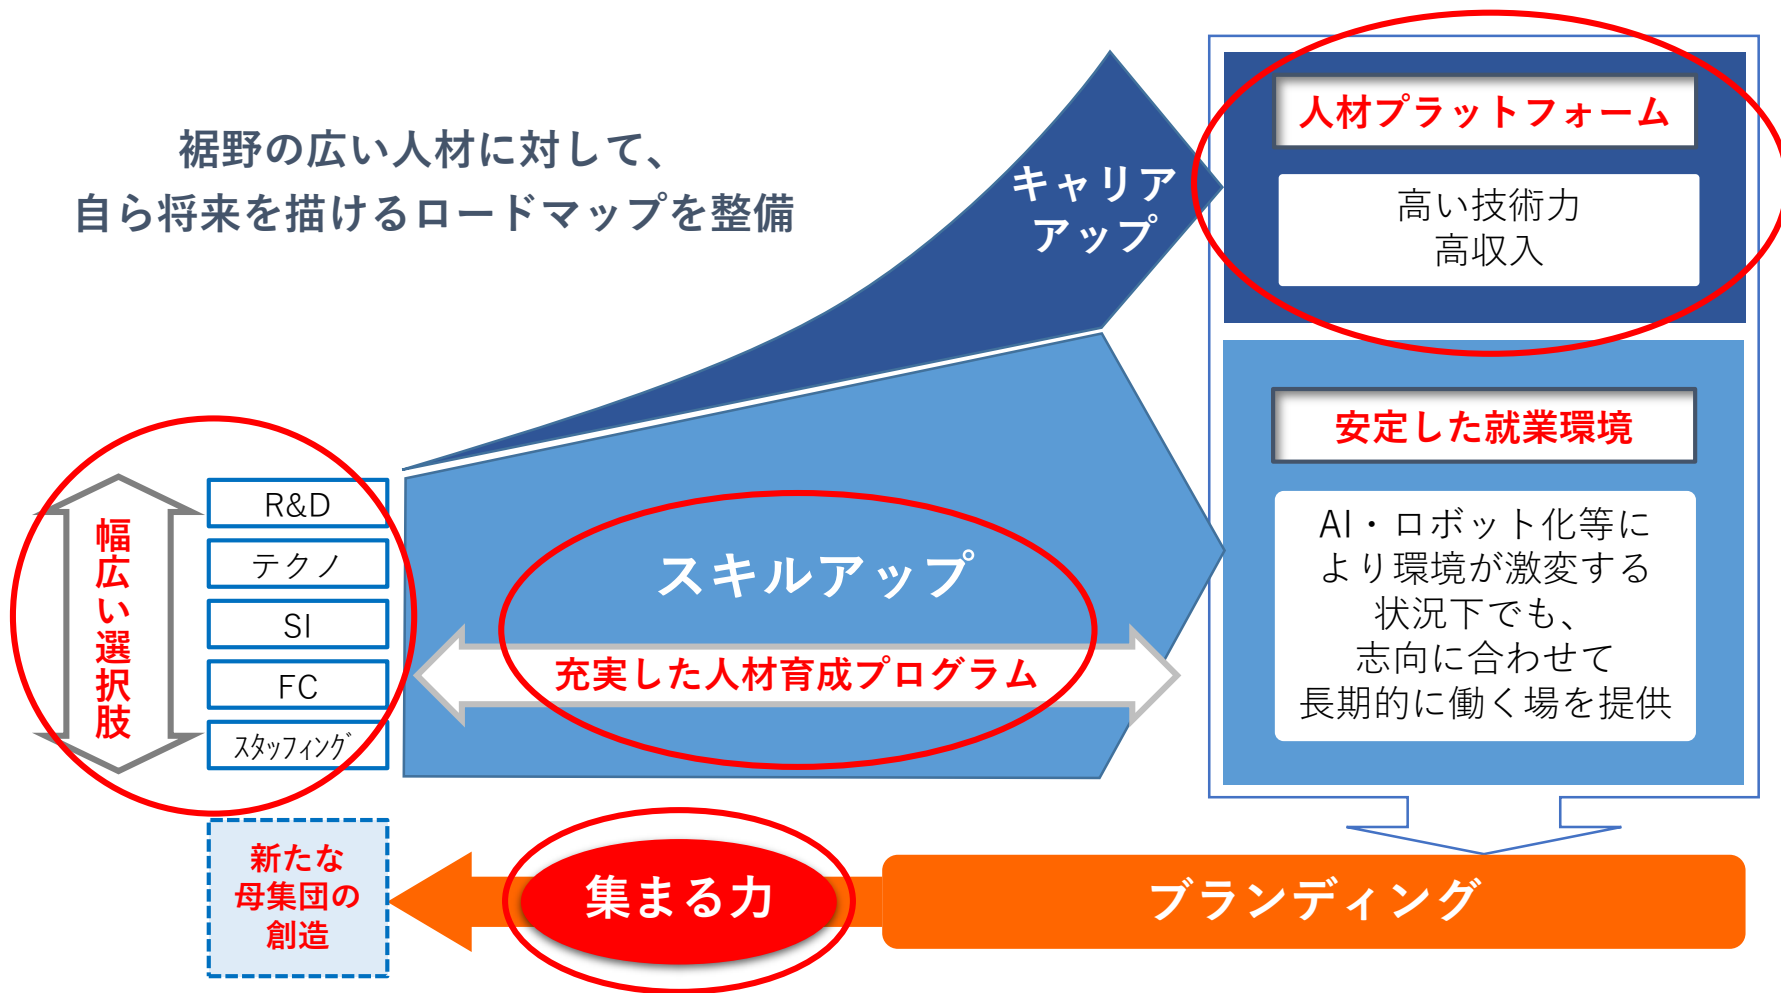 裾野の広い人材に対して、
自ら将来を描けるロードマップを整備
キャリア
アップ
人材プラットフォーム
高い技術力
高収入
安定した就業環境
AI・ロボット化等に
より環境が激変する
状況下でも、
志向に合わせて
長期的に働く場を提供
幅広い選択肢
R&D
テクノ
SI
FC
ｽﾀｯﾌｨﾝｸﾞ
スキルアップ
充実した人材育成プログラム
新たな
母集団の
創造
集まる力
ブランディング